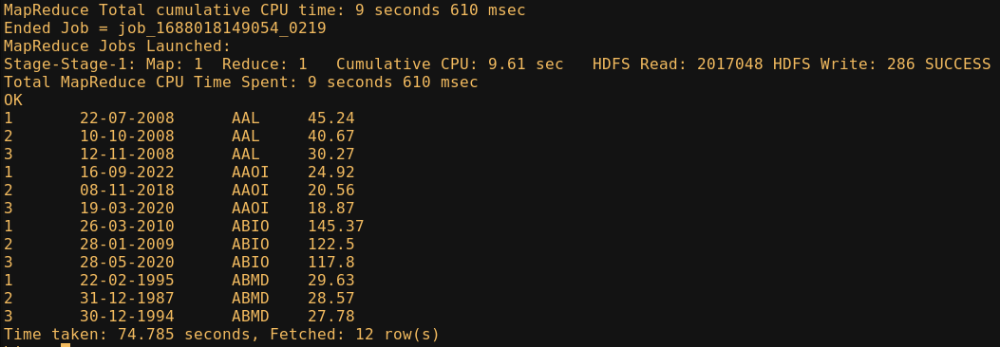 MapReduce Total cumulative CPU time: 9 seconds 610 msec
Ended Job = job_1688018149054_0219
MapReduce Jobs Launched:
Stage-Stage-1: Map: 1  Reduce: 1   Cumulative CPU: 9.61 sec   HDFS Read: 2017048 HDFS Write: 286 SUCCESS
Total MapReduce CPU Time Spent: 9 seconds 610 msec
OK
1       22-07-2008      AAL     45.24
2       10-10-2008      AAL     40.67
3       12-11-2008      AAL     30.27
1       16-09-2022      AAOI    24.92
2       08-11-2018      AAOI    20.56
3       19-03-2020      AAOI    18.87
1       26-03-2010      ABIO    145.37
2       28-01-2009      ABIO    122.5
3       28-05-2020      ABIO    117.8
1       22-02-1995      ABMD    29.63
2       31-12-1987      ABMD    28.57
3       30-12-1994      ABMD    27.78
Time taken: 74.785 seconds, Fetched: 12 row(s)